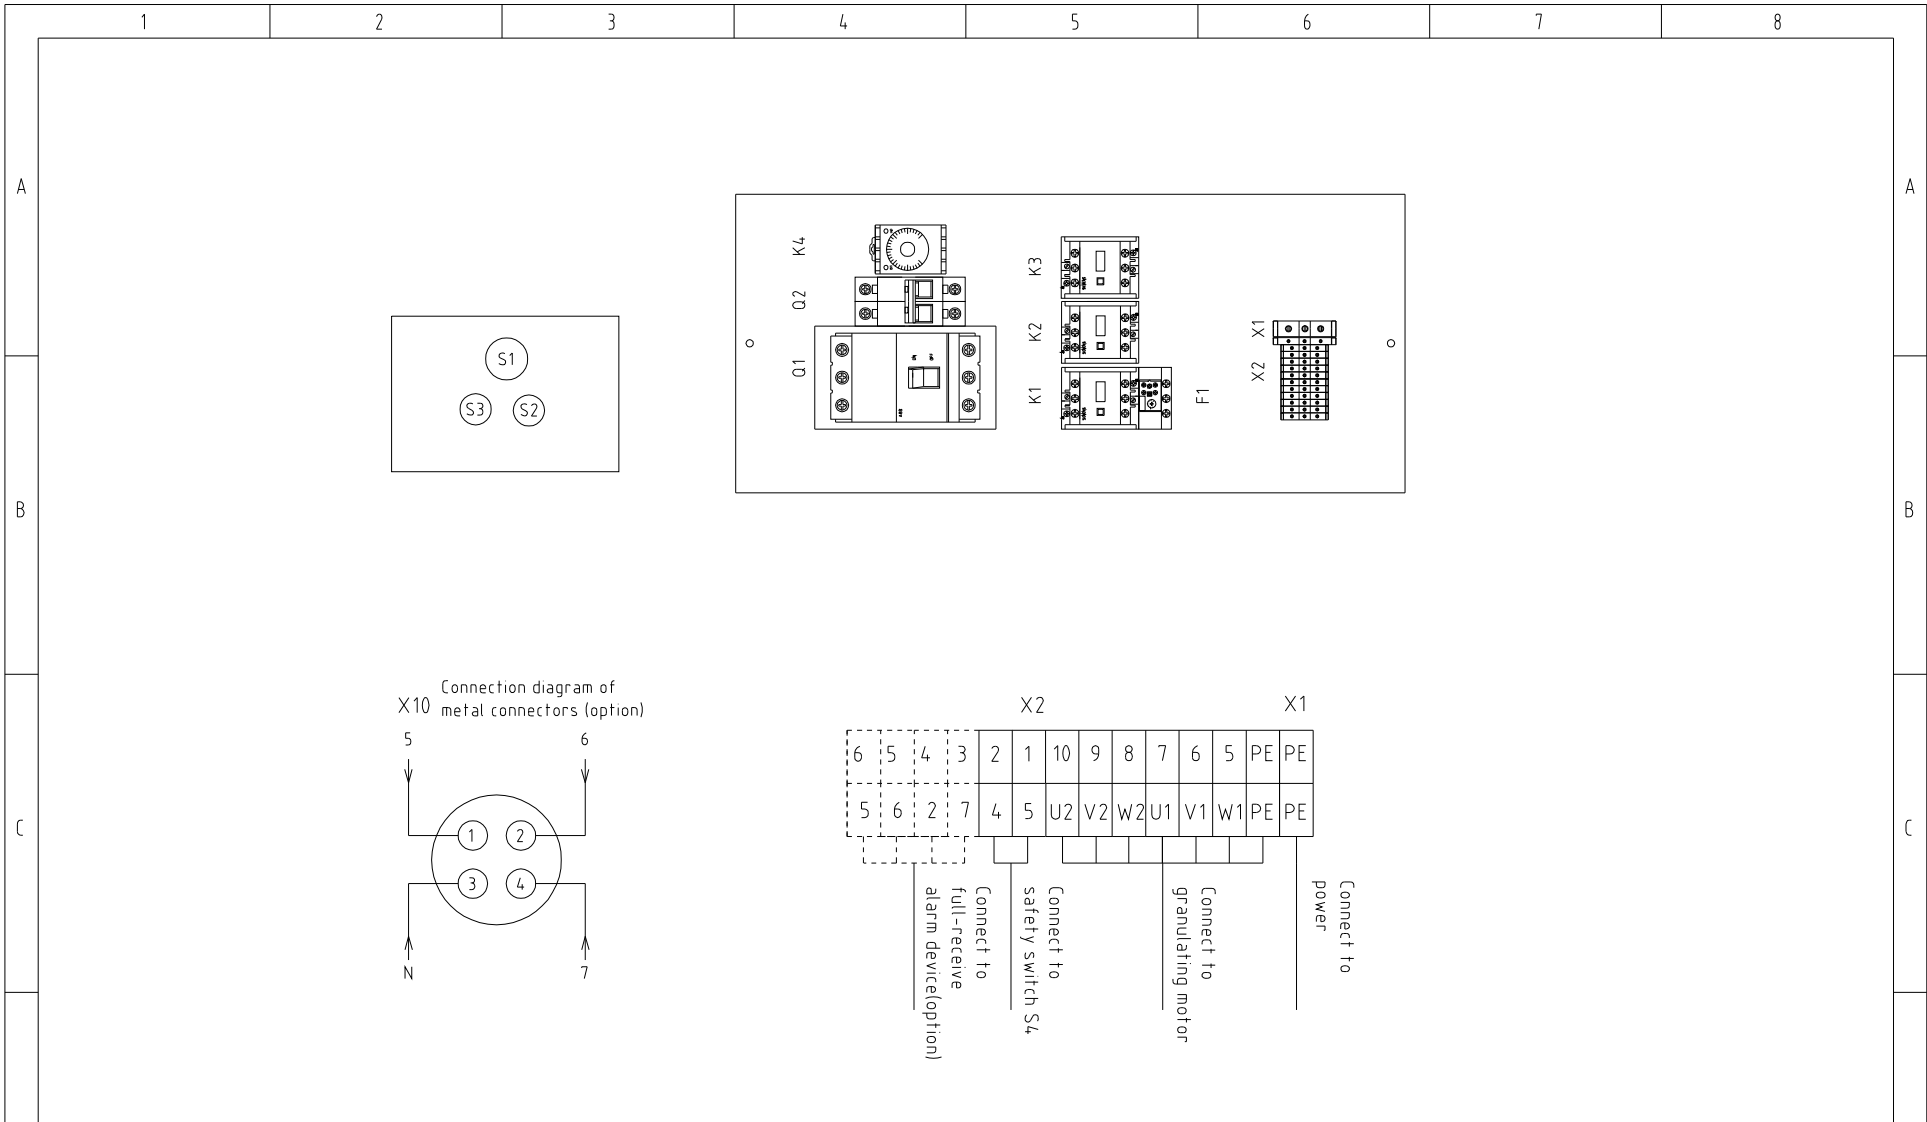 1 2 3 4 5 6 7 8
A A
K4
K3
Q2
K2
X1
S1
Q1
X2
K1
F1
S3 S2
B B
Connection diagram of
X10 metal connectors (option)
X2 X1
5 6
6 5 4 3 2 1 10 9 8 7 6 5 PE PE
5 6 2 7 4 5 U2 V2 W2 U1 V1 W1 PE PE
C C
1 2
3 4
N 7
Connect to
full-receive
alarm device(option)
Connect to
safety switch S4
Connect to
granulating motor
Connect to
power